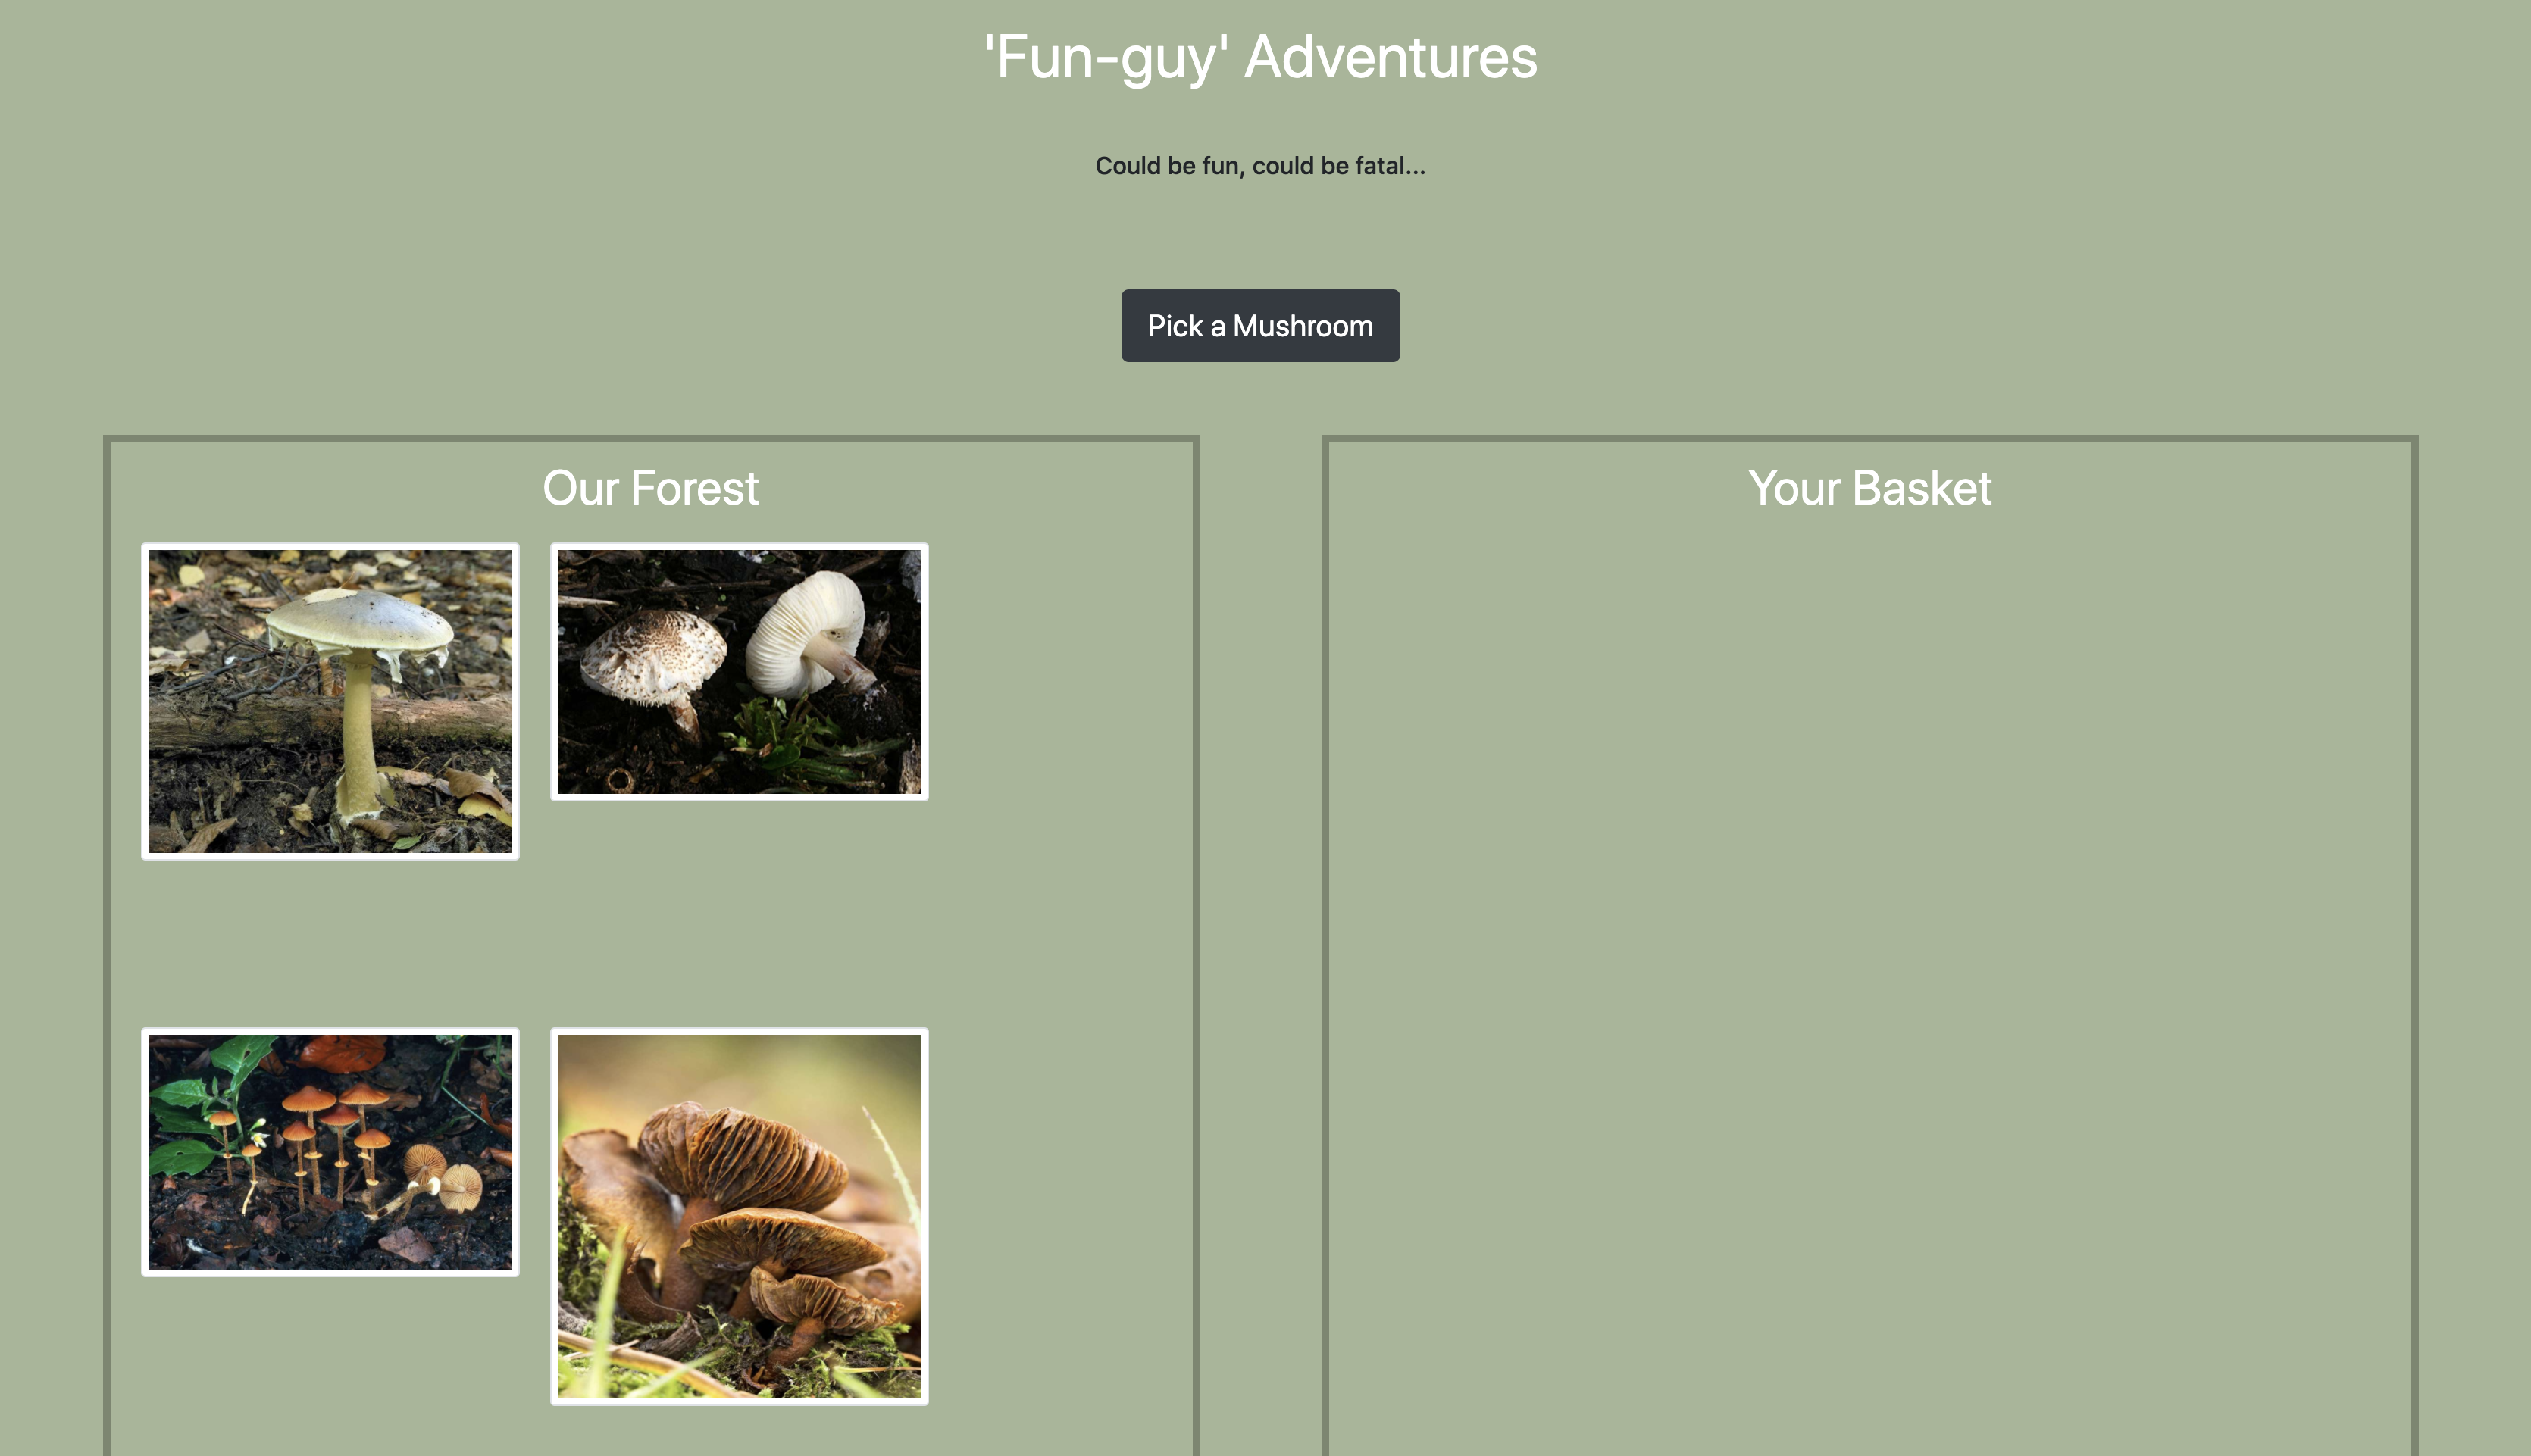 'Fun-guy' Adventures
Could be fun, could be fatal...
Pick a Mushroom
Our Forest
Your Basket